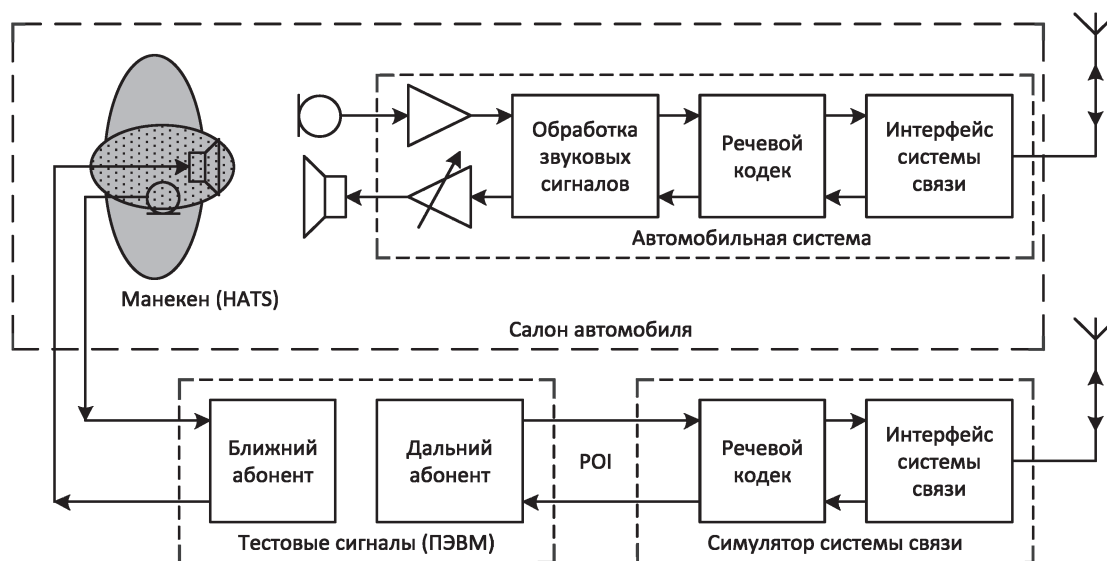 Обработка
звуковых
сигналов
Речевой
кодек
Интерфейс
системы
связи
Автомобильная система
Манекен (HATS)
Салон автомобиля
Ближний
абонент
Дальний
абонент
POI
Речевой
кодек
Интерфейс
системы
связи
Тестовые сигналы (ПЭВМ)
Симулятор системы связи